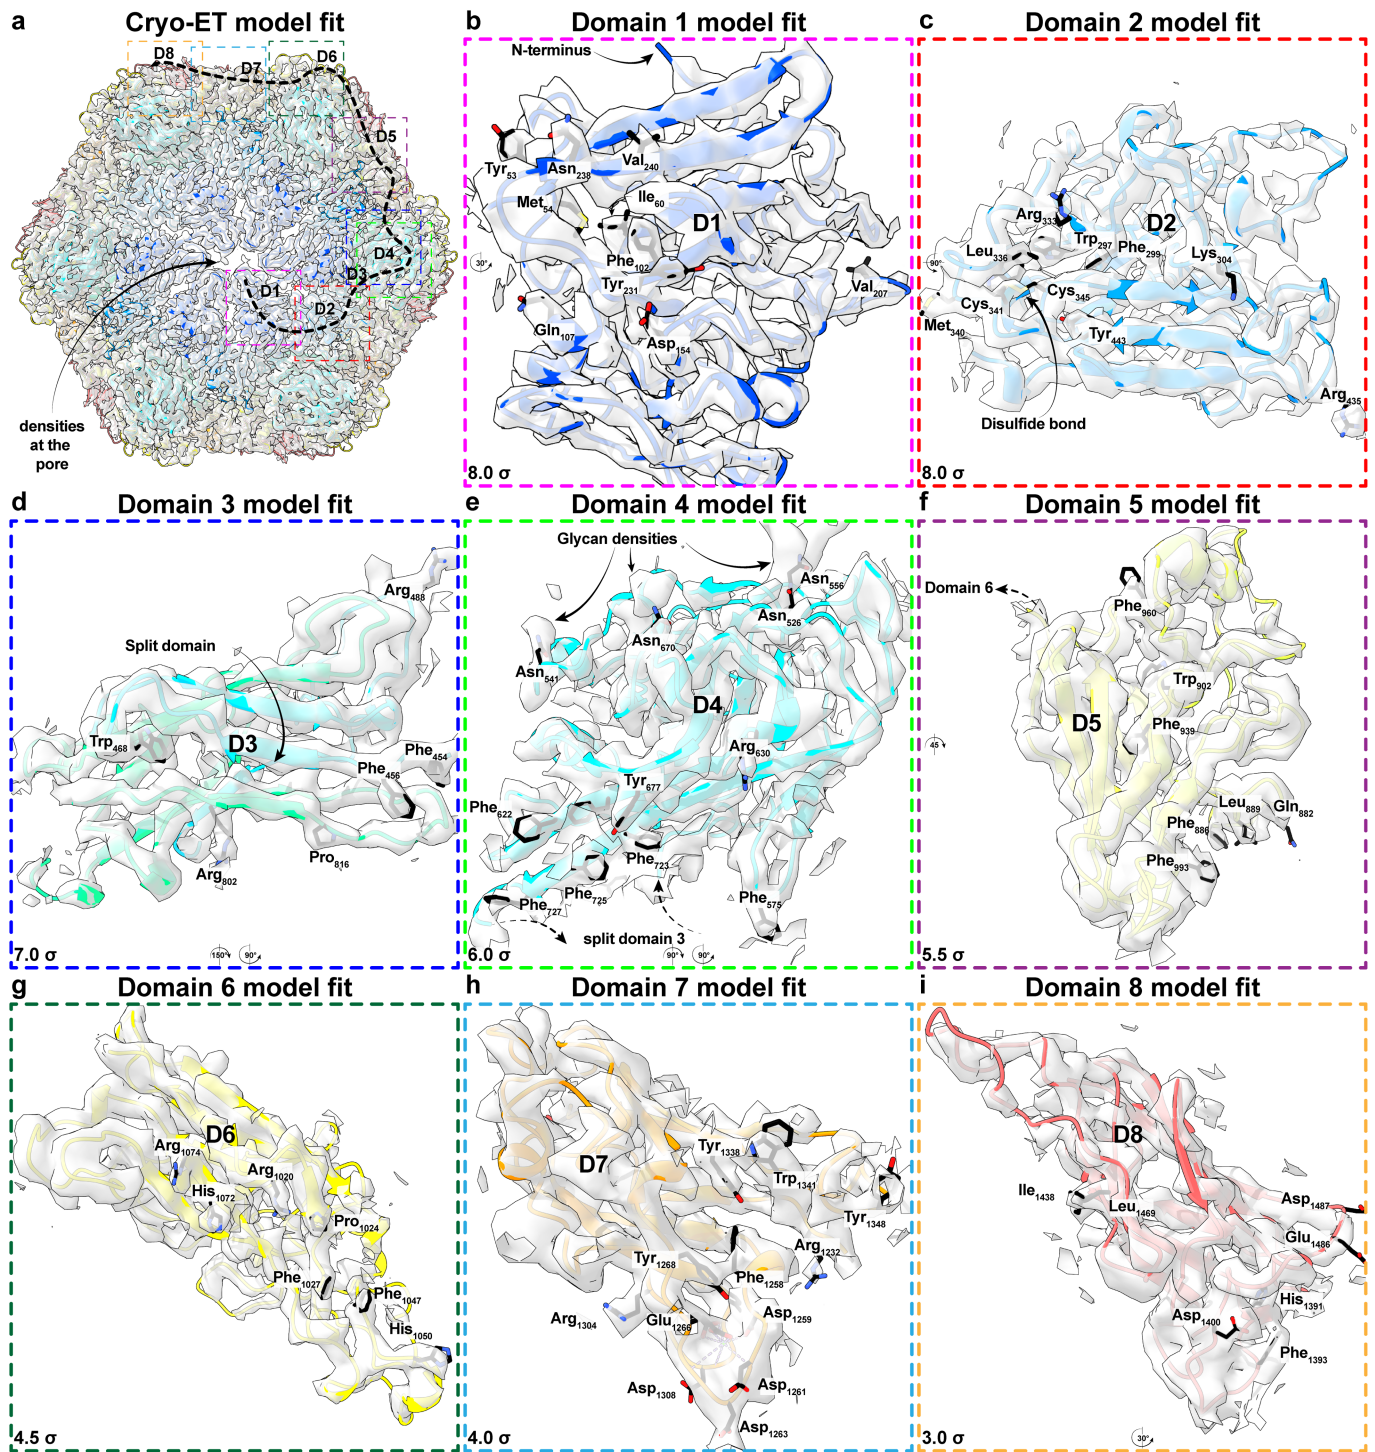 a Cryo-ET model fit
D8
D7
D6
D5
D4
D3
D1
D2
densities
at the
pore
b Domain 1 model fit
N-terminus
Tyr53
Asn238
Val240
Met54
Ile60
D1
Phe102
Tyr231
Val207
30°
Gln107
Asp154
8.0 σ
c Domain 2 model fit
Arg333
D2
Trp297
Phe299
Leu336
Lys304
90°
Cys345
Cys341
Met340
Tyr443
Arg435
Disulfide bond
8.0 σ
d Domain 3 model fit
Arg488
Split domain
Trp468
D3
Phe454
Phe456
Pro816
Arg802
7.0 σ
150° 90°
e Domain 4 model fit
Glycan densities
Asn556
Asn526
Asn670
Asn541
D4
Arg630
Tyr677
Phe622
Phe723
Phe725
Phe727
Phe575
split domain 3
6.0 σ
90° 90°
f Domain 5 model fit
Domain 6
Phe960
Trp902
D5
Phe939
45°
Leu889
Gln882
Phe886
Phe993
5.5 σ
g Domain 6 model fit
D6
Arg1074
Arg1020
His1072
Pro1024
Phe1027
Phe1047
His1050
4.5 σ
h Domain 7 model fit
Tyr1338
D7
Trp1341
Tyr1348
Arg1232
Tyr1268
Phe1258
Arg1304
Glu1266
Asp1259
Asp1308
Asp1261
Asp1263
4.0 σ
i Domain 8 model fit
D8
Ile1438
Leu1469
Asp1487
Glu1486
His1391
Asp1400
Phe1393
3.0 σ
30°